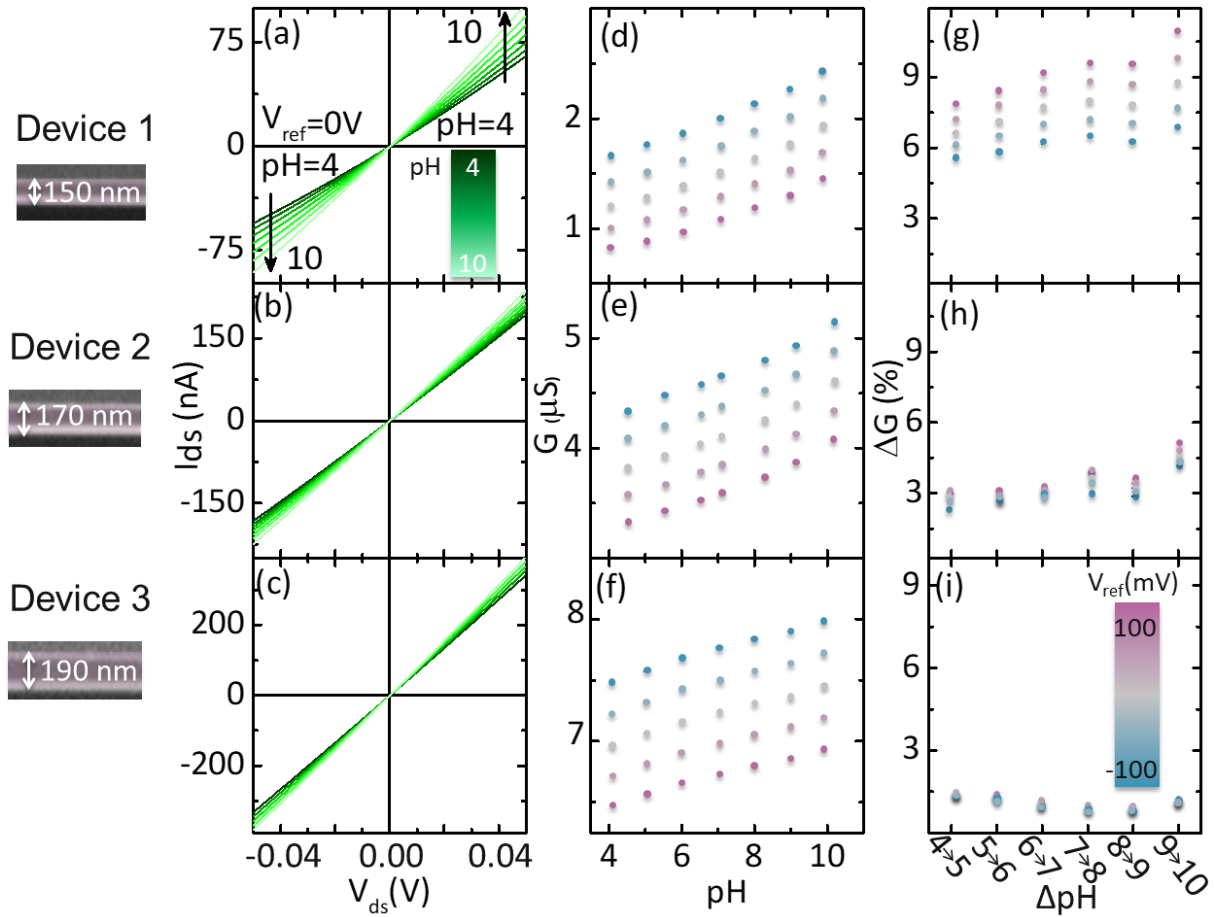 Device 1
150 nm
Device 2
170 nm
Device 3
190 nm
Ids (nA)
(a)
75
0
-75
10
V_ref=0V
pH=4
pH=4
pH
4
10
10
(b)
150
0
-150
(c)
200
0
-200
-0.04
0.00
0.04
V_ds(V)
G (μS)
(d)
2
1
(e)
5
4
(f)
8
7
4
6
8
10
pH
ΔG (%)
(g)
9
6
3
(h)
9
6
3
(i)
9
6
3
V_ref(mV)
100
-100
4→5
5→6
6→7
7→8
8→9
9→10
ΔpH